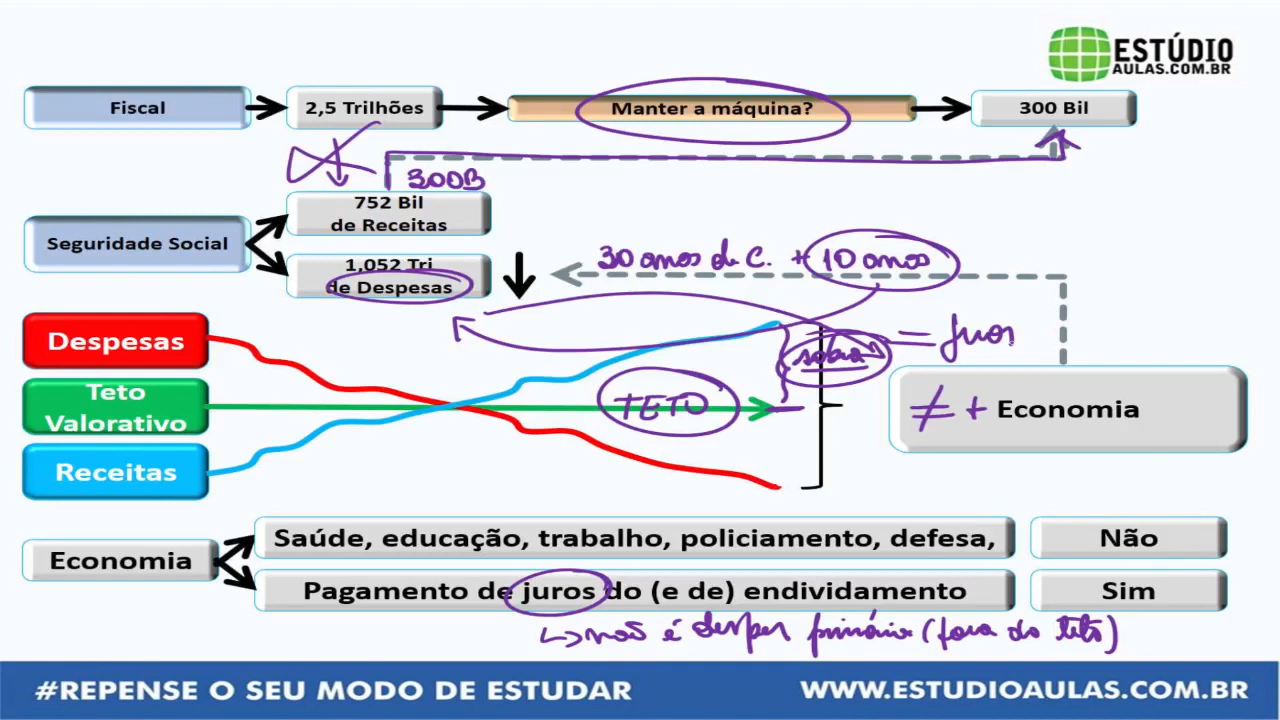 ESTÚDIO
AULAS.COM.BR
Fiscal
2,5 Trilhões
Manter a máquina?
300 Bil
300B
Seguridade Social
752 Bil
de Receitas
1,052 Tri
de Despesas
30 anos de C. + 10 anos
Despesas
Teto
Valorativo
Receitas
TETO
sobra
=
≠ + Economia
Economia
Saúde, educação, trabalho, policiamento, defesa,
Não
Pagamento de juros do (e de) endividamento
Sim
não é despes primária (fora do teto)
#REPENSE O SEU MODO DE ESTUDAR
WWW.ESTUDIOAULAS.COM.BR